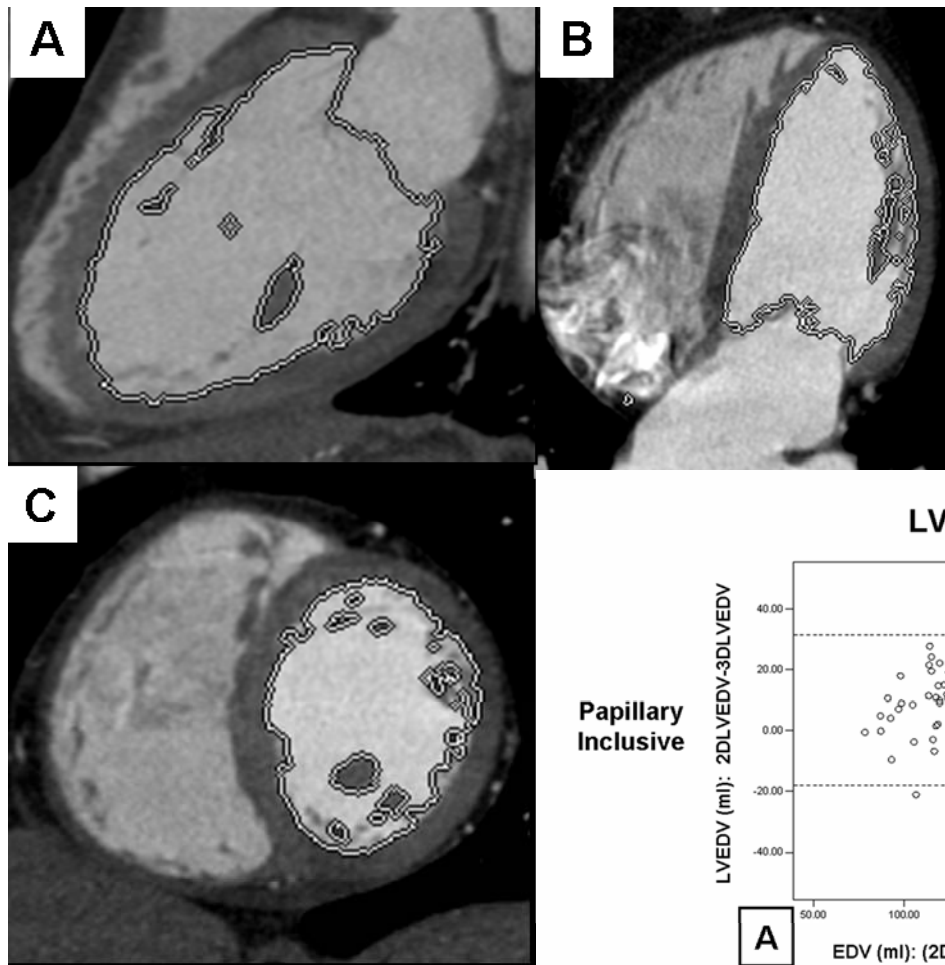 A
B
C
LV
Papillary
Inclusive
LVEDV (ml): 2DLVEDV-3DLVEDV
40.00
20.00
0.00
-20.00
-40.00
50.00
100.00
A
EDV (ml): (2D